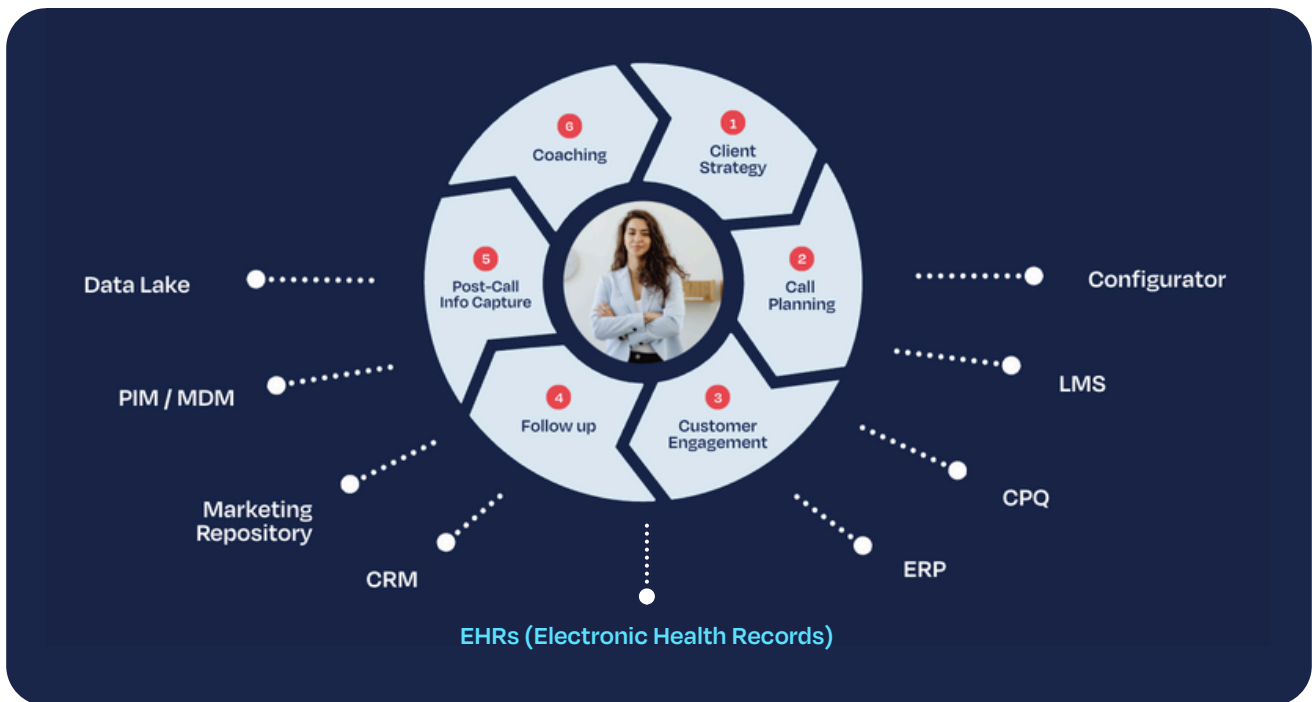 1
Client
Strategy
2
Call
Planning
3
Customer
Engagement
4
Follow up
5
Post-Call
Info Capture
6
Coaching
Data Lake
PIM / MDM
Marketing
Repository
CRM
EHRs (Electronic Health Records)
ERP
CPQ
LMS
Configurator